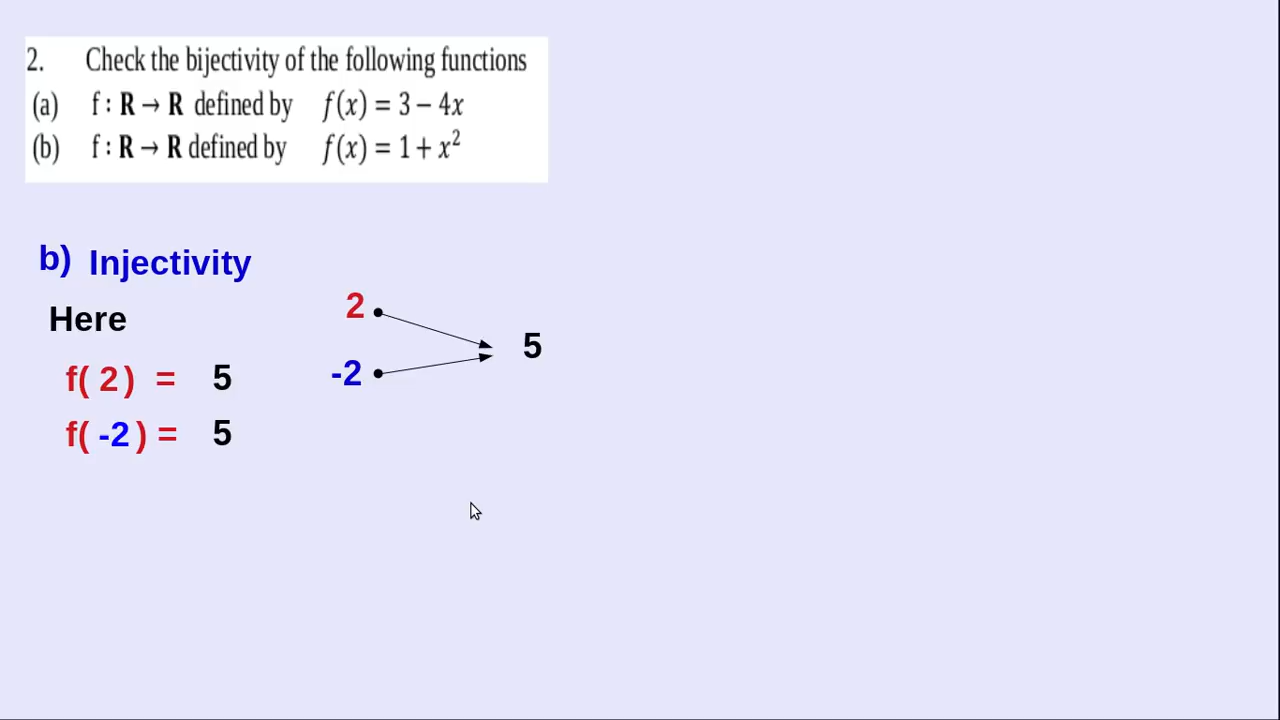 2. Check the bijectivity of the following functions
(a) f : R → R defined by f(x) = 3 − 4x
(b) f : R → R defined by f(x) = 1 + x²
b) Injectivity
Here
f( 2 ) = 5
f( -2 ) = 5
2
-2
5